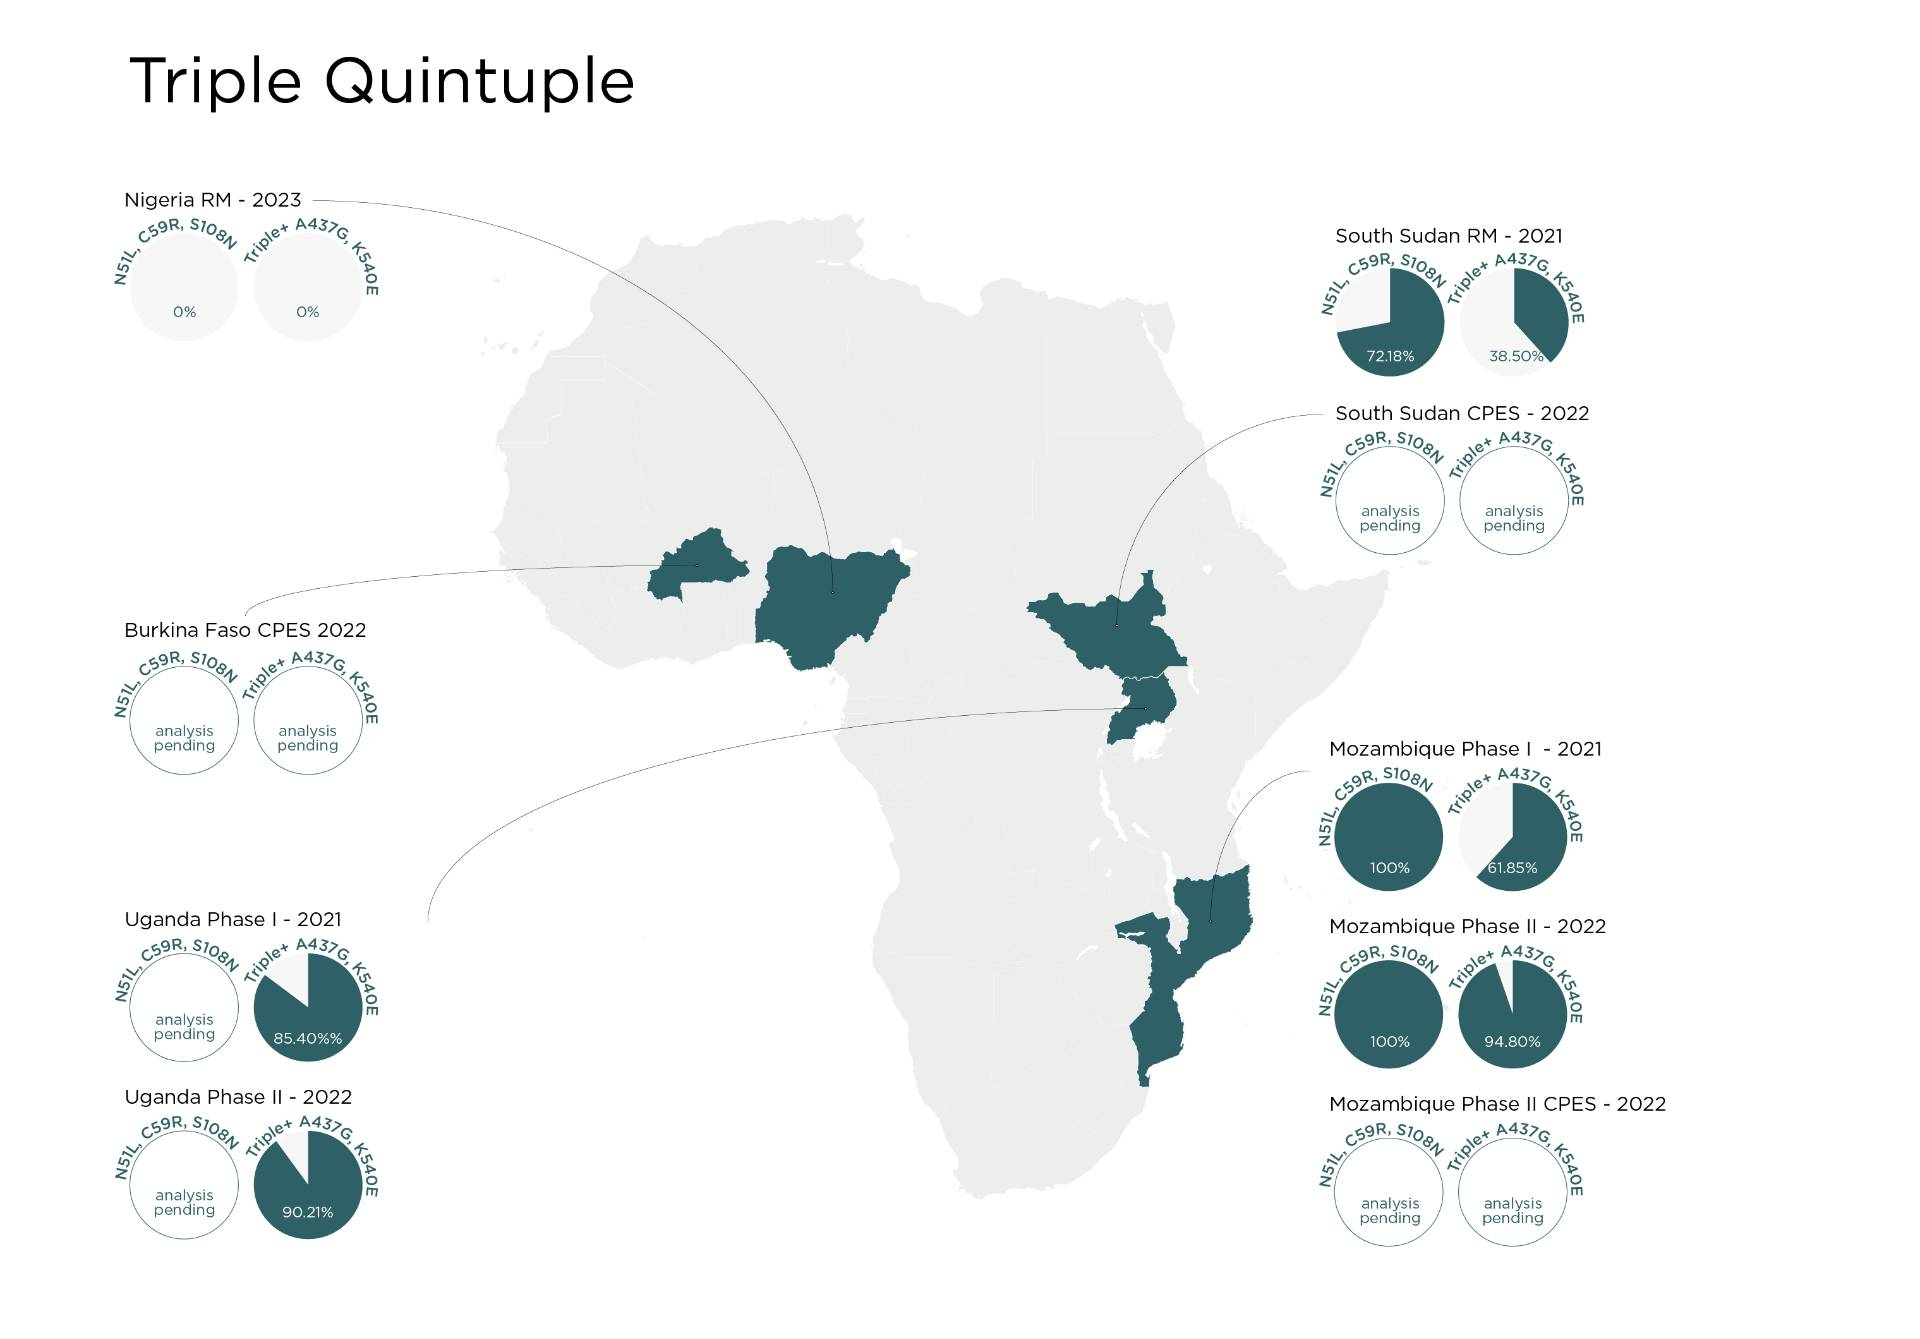 Triple Quintuple
Nigeria RM - 2023
N51L, C59R, S108N
Triple+ A437G, K540E
0%
0%
Burkina Faso CPES 2022
N51L, C59R, S108N
Triple+ A437G, K540E
analysis
pending
analysis
pending
Uganda Phase I - 2021
N51L, C59R, S108N
Triple+ A437G, K540E
analysis
pending
85.40%%
Uganda Phase II - 2022
N51L, C59R, S108N
Triple+ A437G, K540E
analysis
pending
90.21%
South Sudan RM - 2021
N51L, C59R, S108N
Triple+ A437G, K540E
72.18%
38.50%
South Sudan CPES - 2022
N51L, C59R, S108N
Triple+ A437G, K540E
analysis
pending
analysis
pending
Mozambique Phase I - 2021
N51L, C59R, S108N
Triple+ A437G, K540E
100%
61.85%
Mozambique Phase II - 2022
N51L, C59R, S108N
Triple+ A437G, K540E
100%
94.80%
Mozambique Phase II CPES - 2022
N51L, C59R, S108N
Triple+ A437G, K540E
analysis
pending
analysis
pending